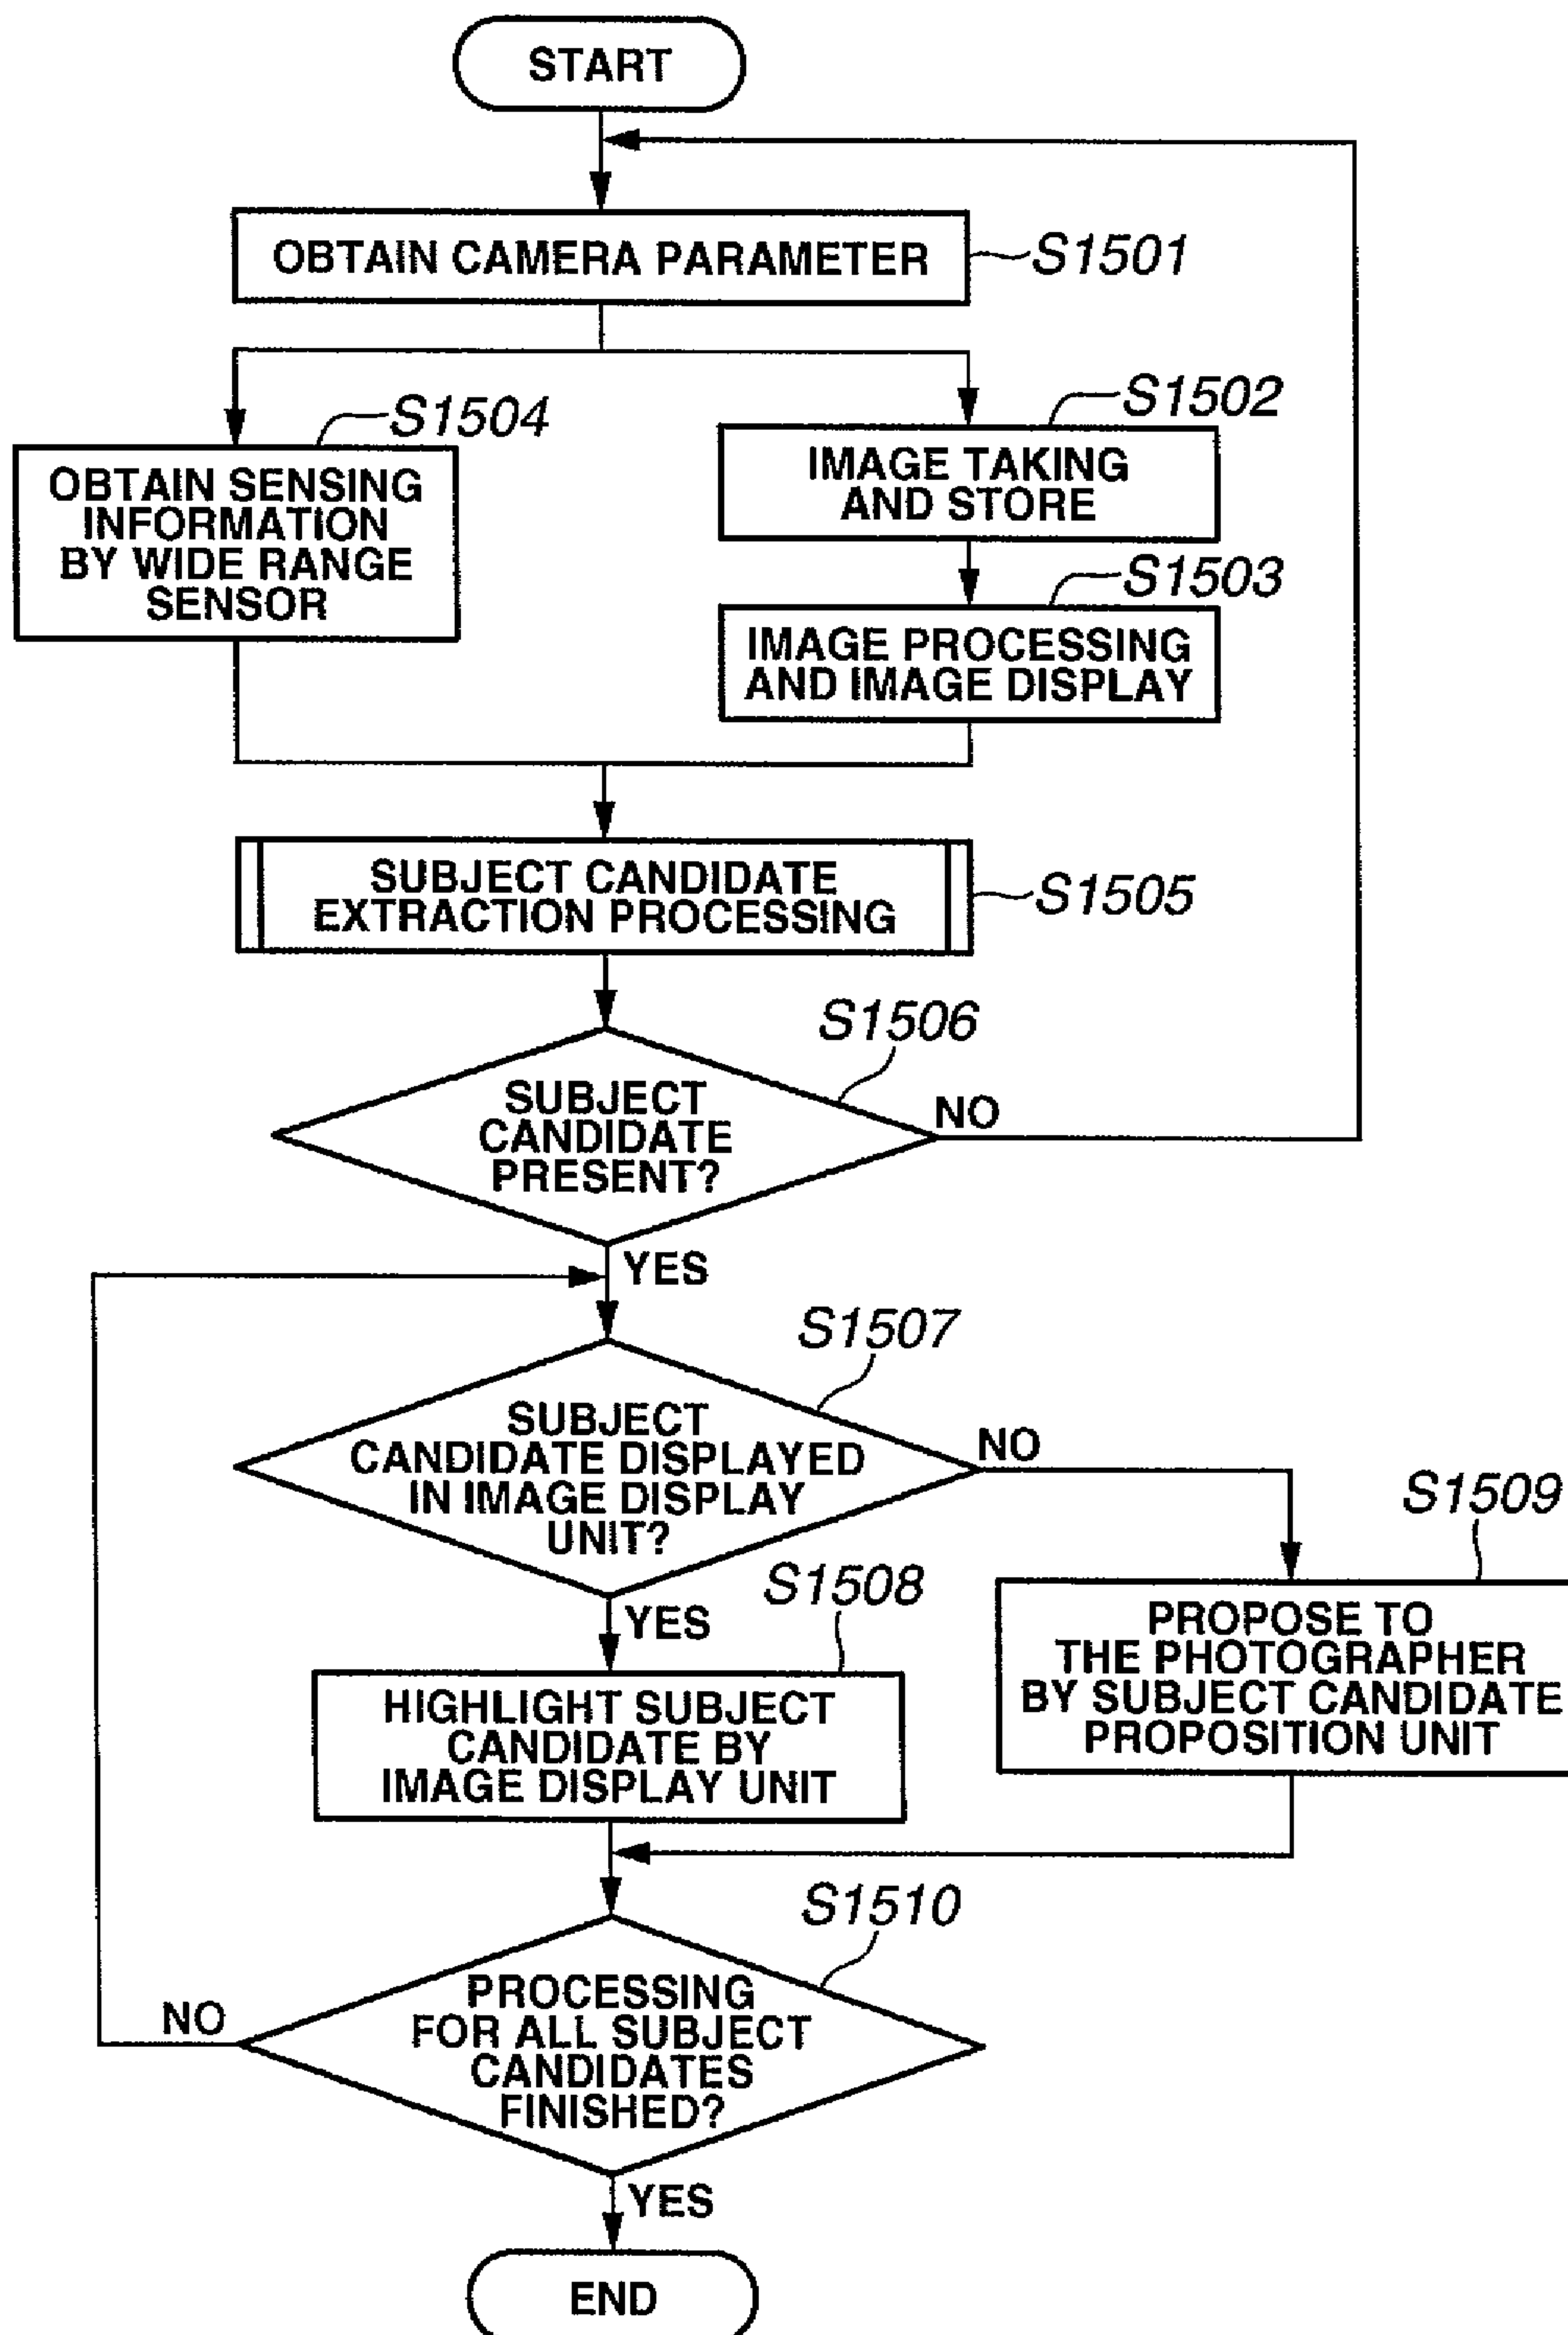 START
OBTAIN CAMERA PARAMETER
S1501
S1504
OBTAIN SENSING
INFORMATION
BY WIDE RANGE
SENSOR
S1502
IMAGE TAKING
AND STORE
S1503
IMAGE PROCESSING
AND IMAGE DISPLAY
SUBJECT CANDIDATE
EXTRACTION PROCESSING
S1505
S1506
SUBJECT
CANDIDATE
PRESENT?
NO
YES
S1507
SUBJECT
CANDIDATE DISPLAYED
IN IMAGE DISPLAY
UNIT?
NO
YES
S1508
HIGHLIGHT SUBJECT
CANDIDATE BY
IMAGE DISPLAY UNIT
S1509
PROPOSE TO
THE PHOTOGRAPHER
BY SUBJECT CANDIDATE
PROPOSITION UNIT
S1510
PROCESSING
FOR ALL SUBJECT
CANDIDATES
FINISHED?
NO
YES
END